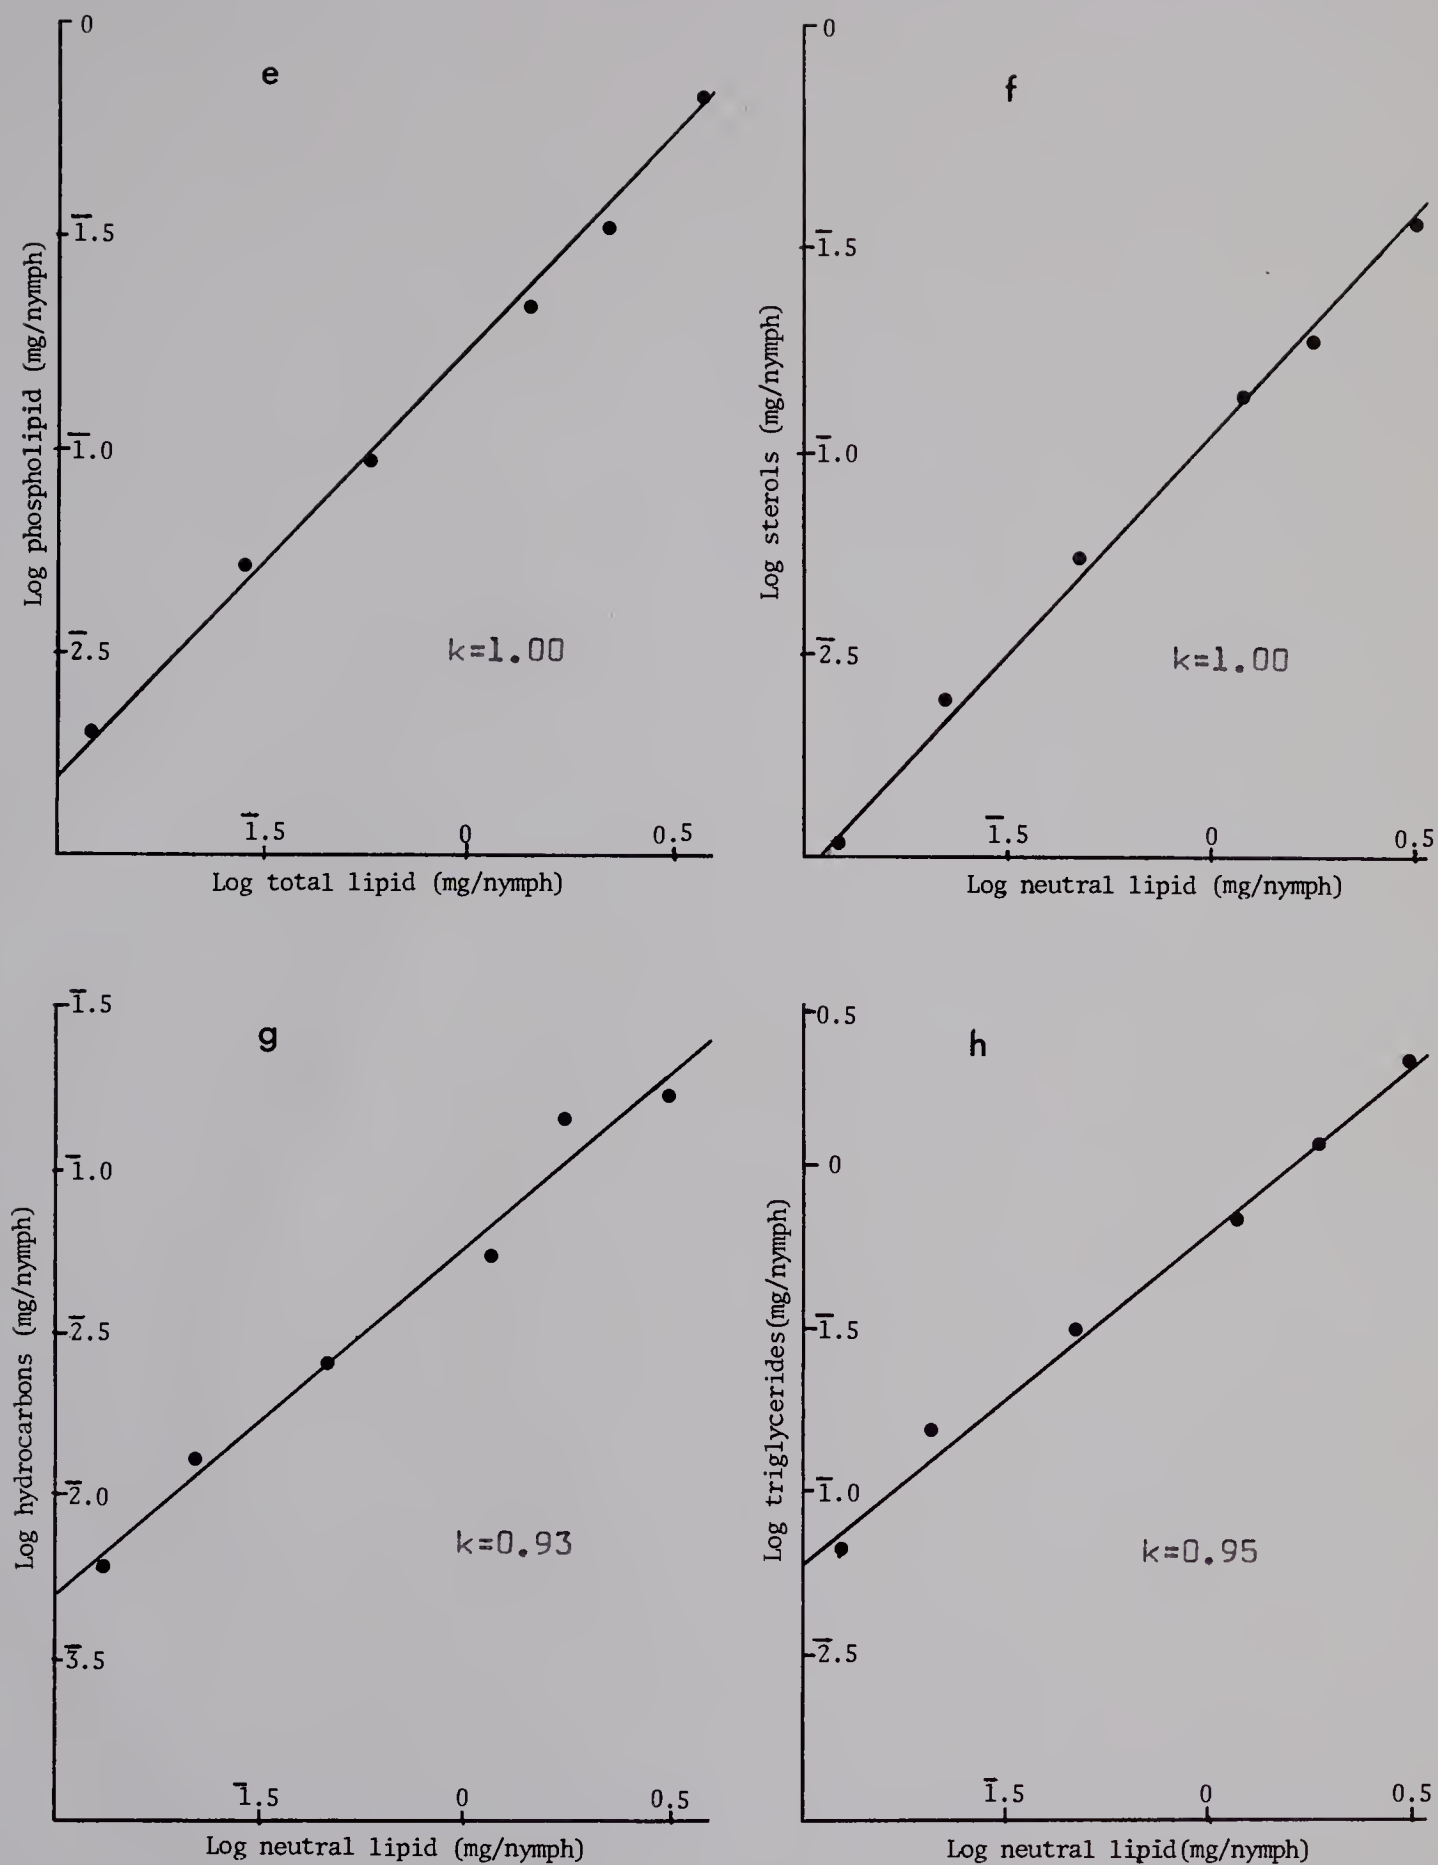 0
e
1̅.5
1̅.0
2̅.5
k=1.00
1̅.5 0 0.5
Log phospholipid (mg/nymph)
Log total lipid (mg/nymph)
0
f
1̅.5
1̅.0
2̅.5
k=1.00
1̅.5 0 0.5
Log sterols (mg/nymph)
Log neutral lipid (mg/nymph)
1̅.5
g
1̅.0
2̅.5
2̅.0
k=0.93
3̅.5
1̅.5 0 0.5
Log hydrocarbons (mg/nymph)
Log neutral lipid (mg/nymph)
0.5
h
0
1̅.5
1̅.0
k=0.95
2̅.5
1̅.5 0 0.5
Log triglycerides(mg/nymph)
Log neutral lipid(mg/nymph)